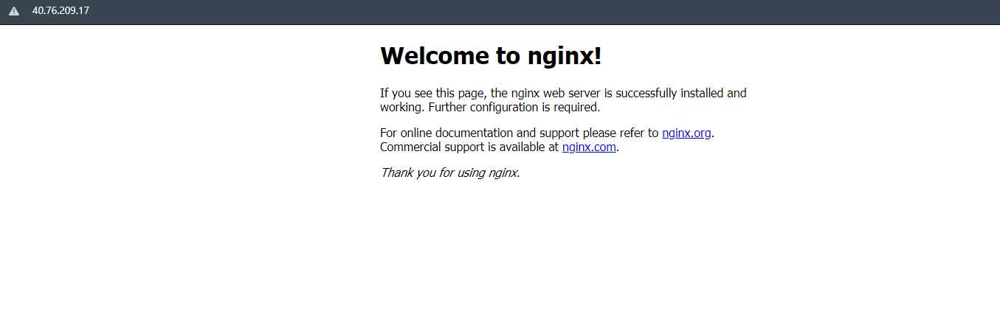 40.76.209.17
Welcome to nginx!
If you see this page, the nginx web server is successfully installed and
working. Further configuration is required.
For online documentation and support please refer to nginx.org.
Commercial support is available at nginx.com.
Thank you for using nginx.